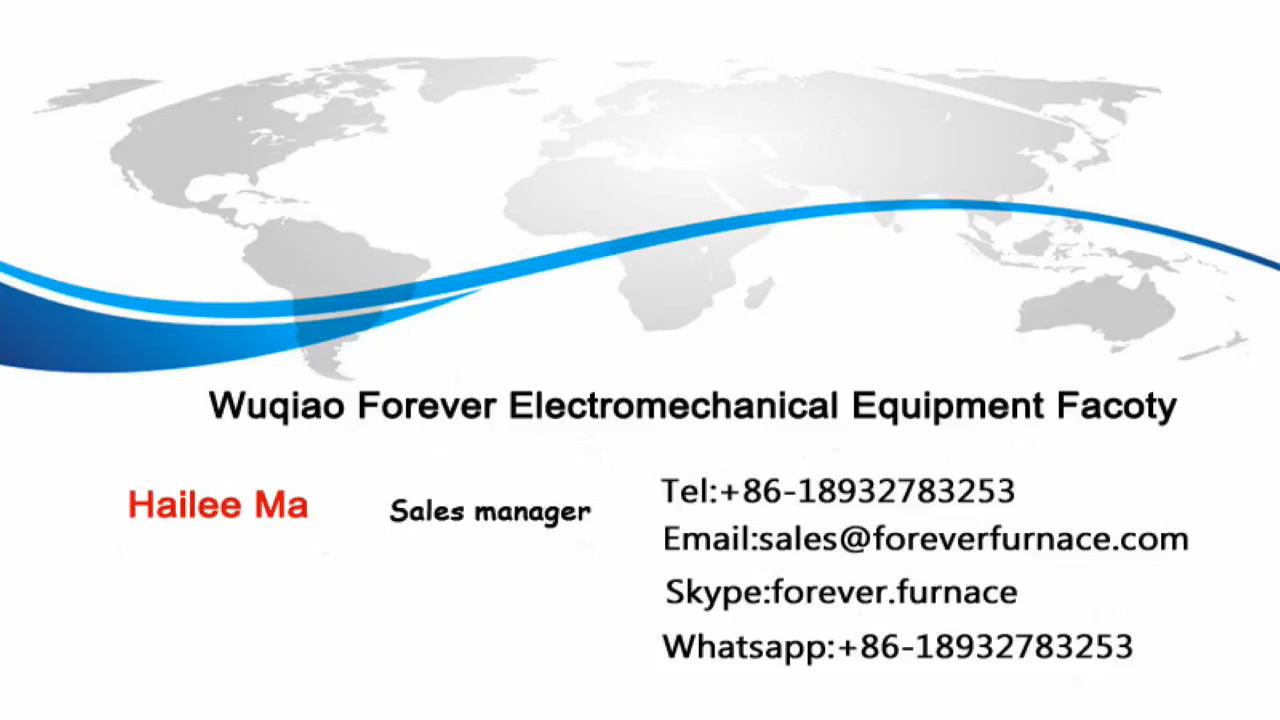 Wuqiao Forever Electromechanical Equipment Facoty
Hailee Ma
Sales manager
Tel:+86-18932783253
Email:sales@foreverfurnace.com
Skype:forever.furnace
Whatsapp:+86-18932783253